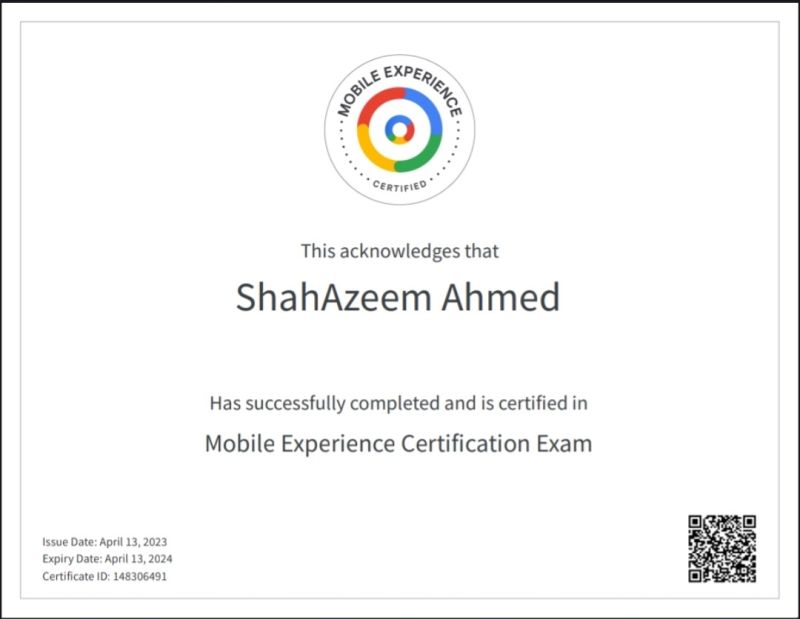 MOBILE EXPERIENCE
CERTIFIED
This acknowledges that
ShahAzeem Ahmed
Has successfully completed and is certified in
Mobile Experience Certification Exam
Issue Date: April 13, 2023
Expiry Date: April 13, 2024
Certificate ID: 148306491